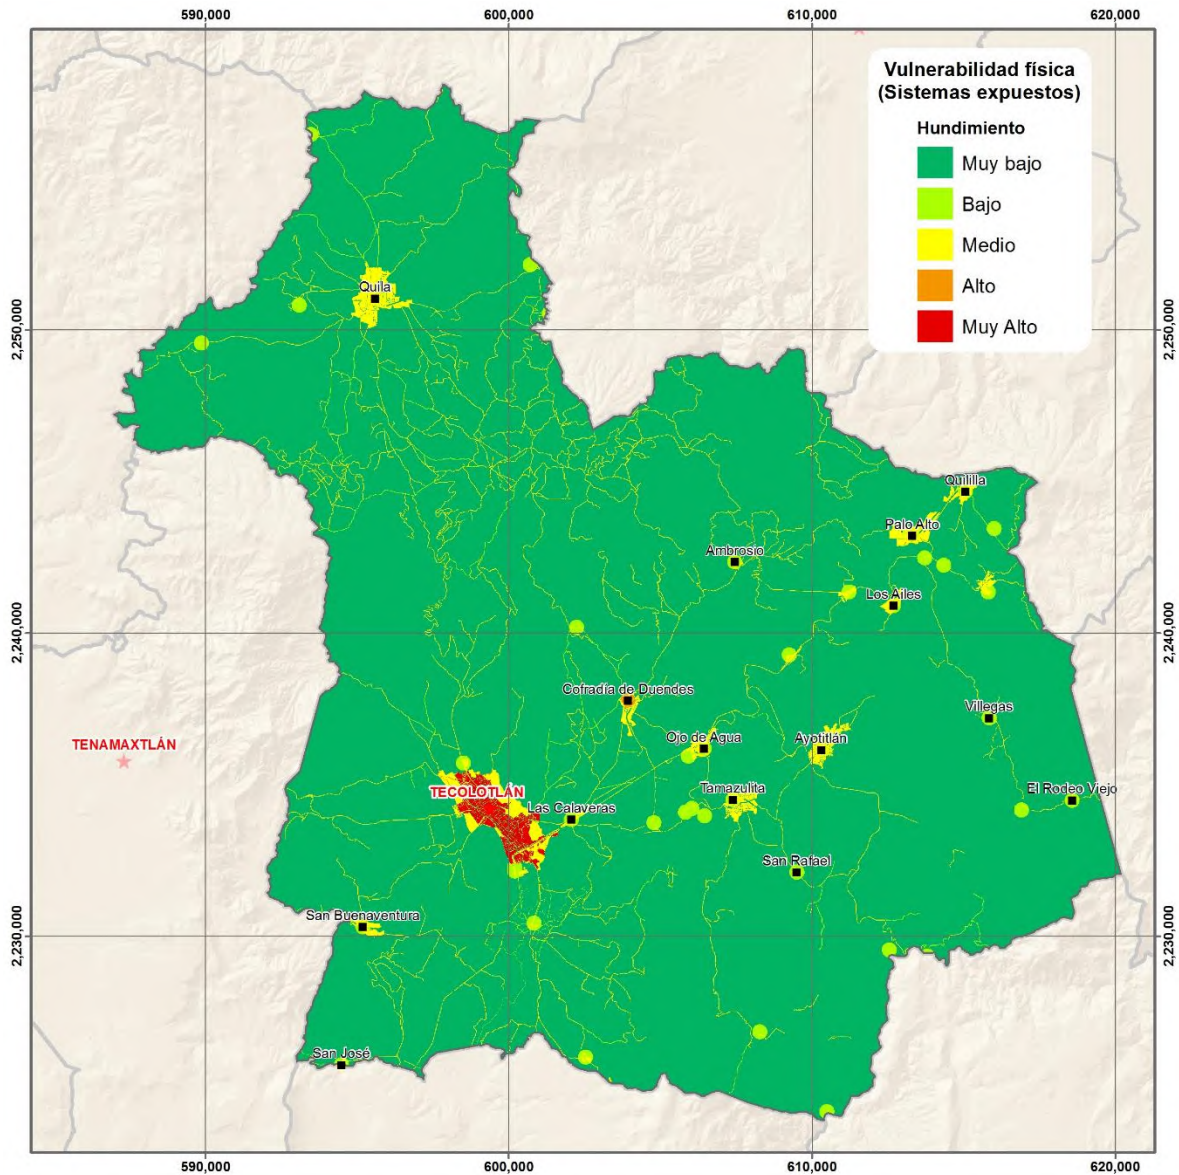 590,000
600,000
610,000
620,000
Vulnerabilidad física
(Sistemas expuestos)
Hundimiento
Muy bajo
Bajo
Medio
Alto
Muy Alto
2,250,000
2,250,000
Quila
Quililla
Palo Alto
Ambrosio
Los Ailes
2,240,000
2,240,000
Cofradía de Duendes
Villegas
Ojo de Agua
Ayotitlán
TENAMAXTLÁN
TECOLOTLÁN
Tamazulita
El Rodeo Viejo
Las Calaveras
San Rafael
San Buenaventura
2,230,000
2,230,000
San José
590,000
600,000
610,000
620,000